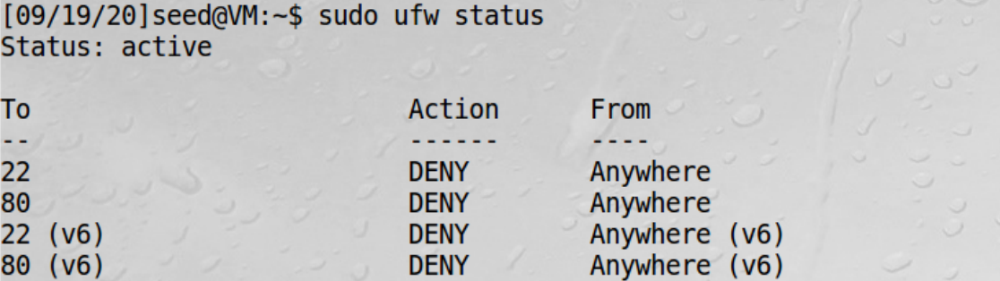 [09/19/20]seed@VM:~$ sudo ufw status
Status: active
To Action From
-- ------ ----
22 DENY Anywhere
80 DENY Anywhere
22 (v6) DENY Anywhere (v6)
80 (v6) DENY Anywhere (v6)